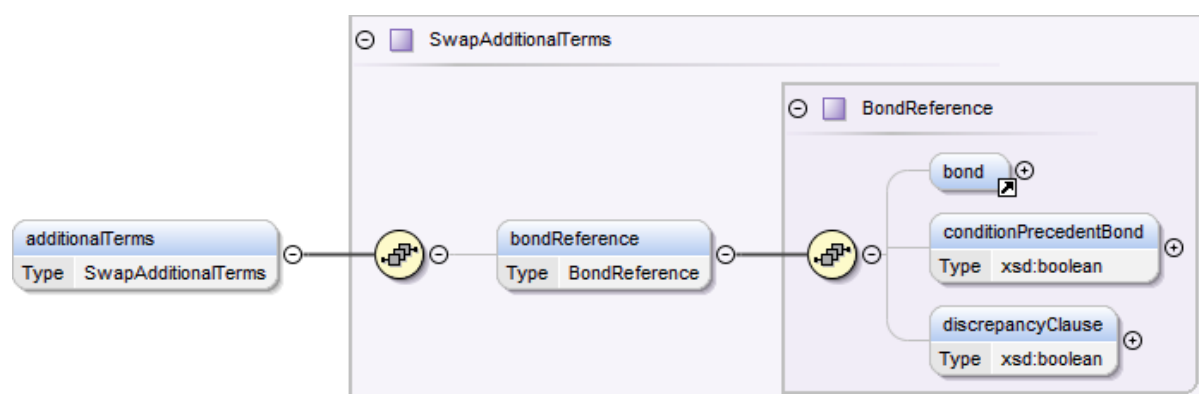 SwapAdditionalTerms
BondReference
bond
additionalTerms
Type SwapAdditionalTerms
bondReference
Type BondReference
conditionPrecedentBond
Type xsd:boolean
discrepancyClause
Type xsd:boolean